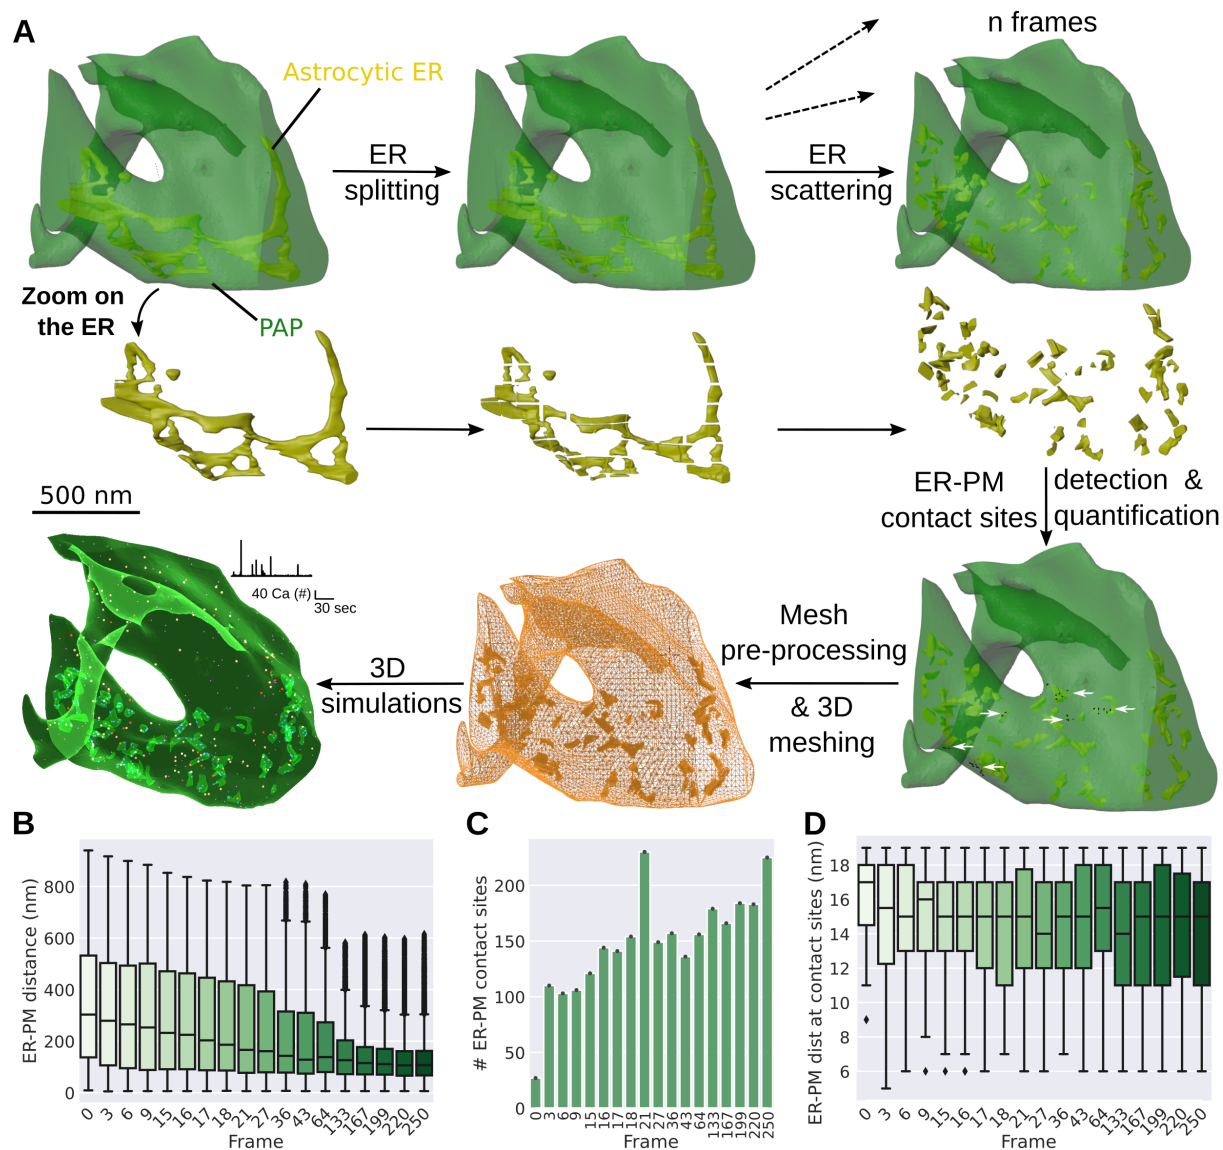 A
n frames
Astrocytic ER
ER
splitting
ER
scattering
Zoom on
the ER
PAP
ER-PM
contact sites
detection &
quantification
500 nm
40 Ca (#)
30 sec
3D
simulations
Mesh
pre-processing
& 3D
meshing
B
ER-PM distance (nm)
800
600
400
200
0
0 3 6 9 15 16 17 18 21 27 36 43 64 133 167 199 220 250
Frame
C
# ER-PM contact sites
200
150
100
50
0
0 3 6 9 15 16 17 18 21 27 36 43 64 133 167 199 220 250
Frame
D
ER-PM dist at contact sites (nm)
18
16
14
12
10
8
6
0 3 6 9 15 16 17 18 21 27 36 43 64 133 167 199 220 250
Frame